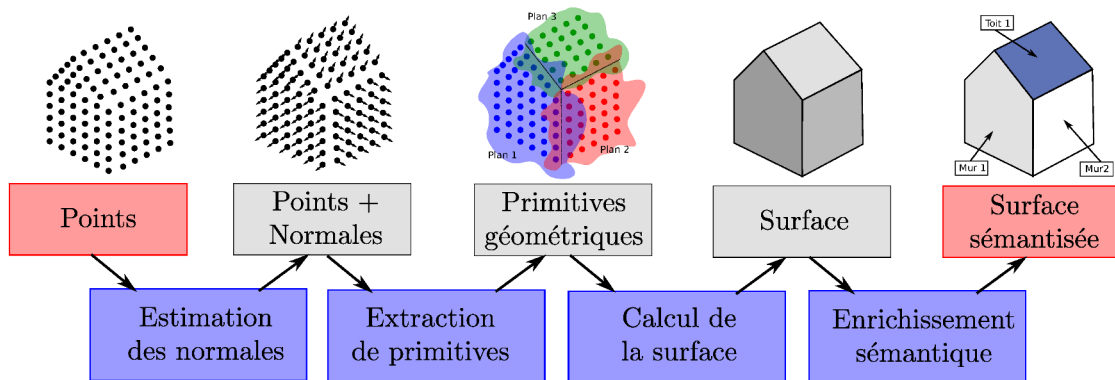 Plan 3
Plan 1
Plan 2
Toit 1
Mur 1
Mur2
Points
Points +
Normales
Primitives
géométriques
Surface
Surface
sémantisée
Estimation
des normales
Extraction
de primitives
Calcul de
la surface
Enrichissement
sémantique